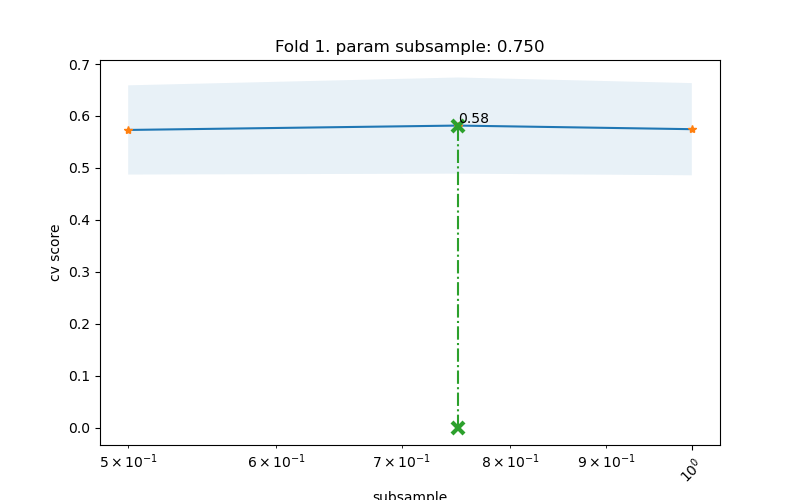 Fold 1. param subsample: 0.750
0.7
0.6
0.5
0.4
0.3
0.2
0.1
0.0
cv score
0.58
5 × 10⁻¹
6 × 10⁻¹
7 × 10⁻¹
8 × 10⁻¹
9 × 10⁻¹
10⁰
subsample